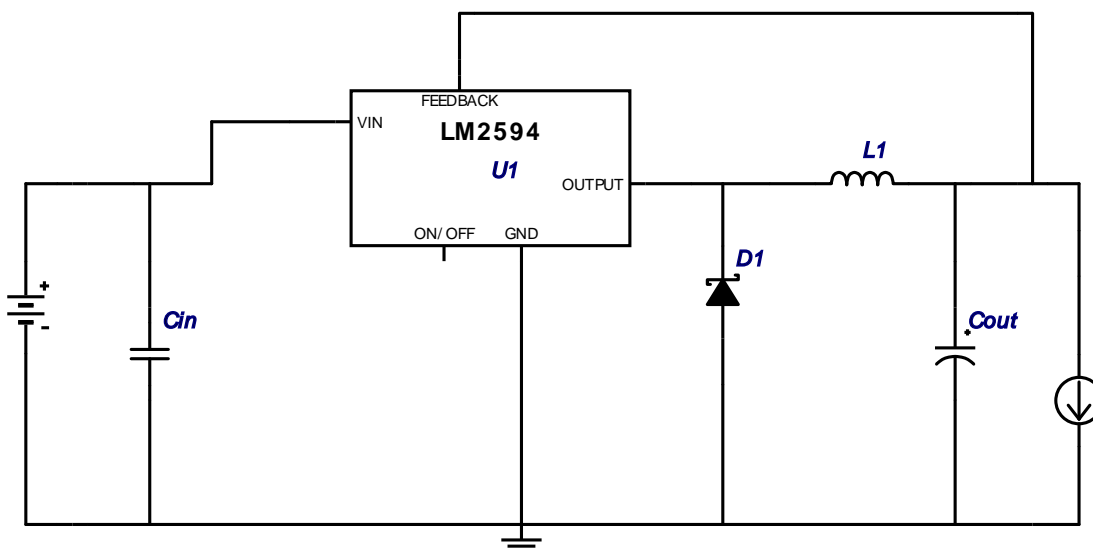 FEEDBACK
LM2594
VIN
U1
OUTPUT
ON/ OFF
GND
L1
D1
Cin
Cout
+
-
+